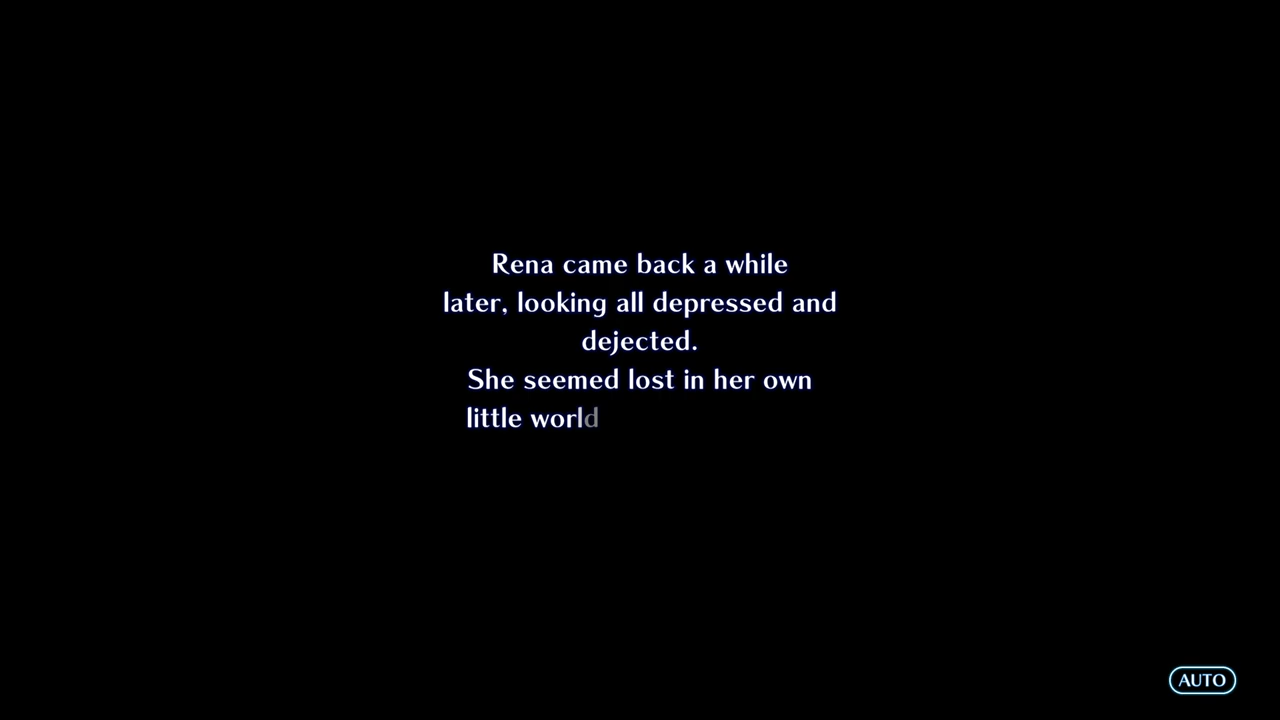 Rena came back a while
later, looking all depressed and
dejected.
She seemed lost in her own
little world
AUTO